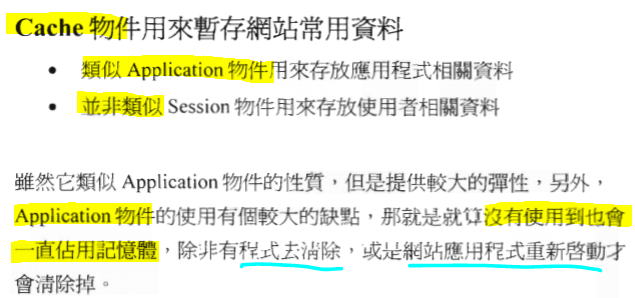 Cache 物件用來暫存網站常用資料
• 類似 Application 物件用來存放應用程式相關資料
• 並非類似 Session 物件用來存放使用者相關資料
雖然它類似 Application 物件的性質，但是提供較大的彈性，另外，
Application 物件的使用有個較大的缺點，那就是就算沒有使用到也會
一直佔用記憶體，除非有程式去清除，或是網站應用程式重新啓動才
會清除掉。